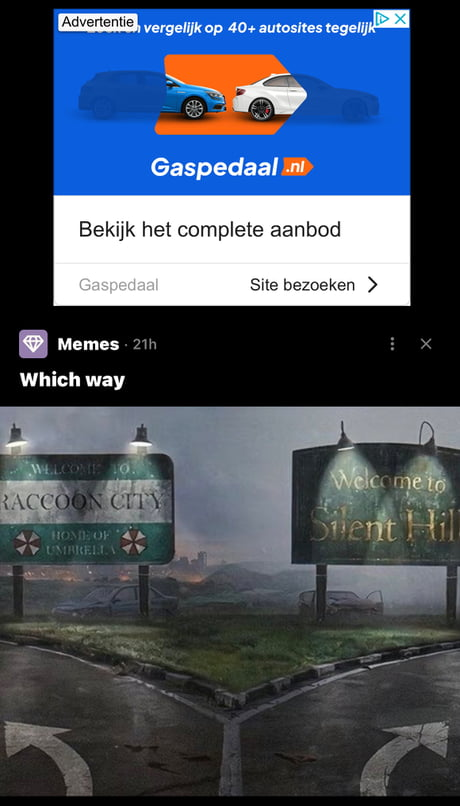 Advertentie
vergelijk op 40+ autosites tegelijk
Gaspedaal.nl
Bekijk het complete aanbod
Gaspedaal
Site bezoeken
Memes · 21h
Which way
WELCOME TO
RACCOON CITY
HOME OF
UMBRELLA
Welcome to
Silent Hill